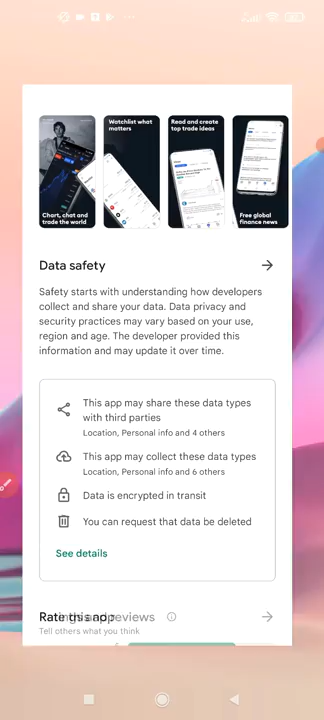 Watchlist what
matters
Read and create
top trade ideas
Chart, chat and
trade the world
Free global
finance news
Data safety
Safety starts with understanding how developers
collect and share your data. Data privacy and
security practices may vary based on your use,
region and age. The developer provided this
information and may update it over time.
This app may share these data types
with third parties
Location, Personal info and 4 others
This app may collect these data types
Location, Personal info and 6 others
Data is encrypted in transit
You can request that data be deleted
See details
Rate this app
reviews
Tell others what you think